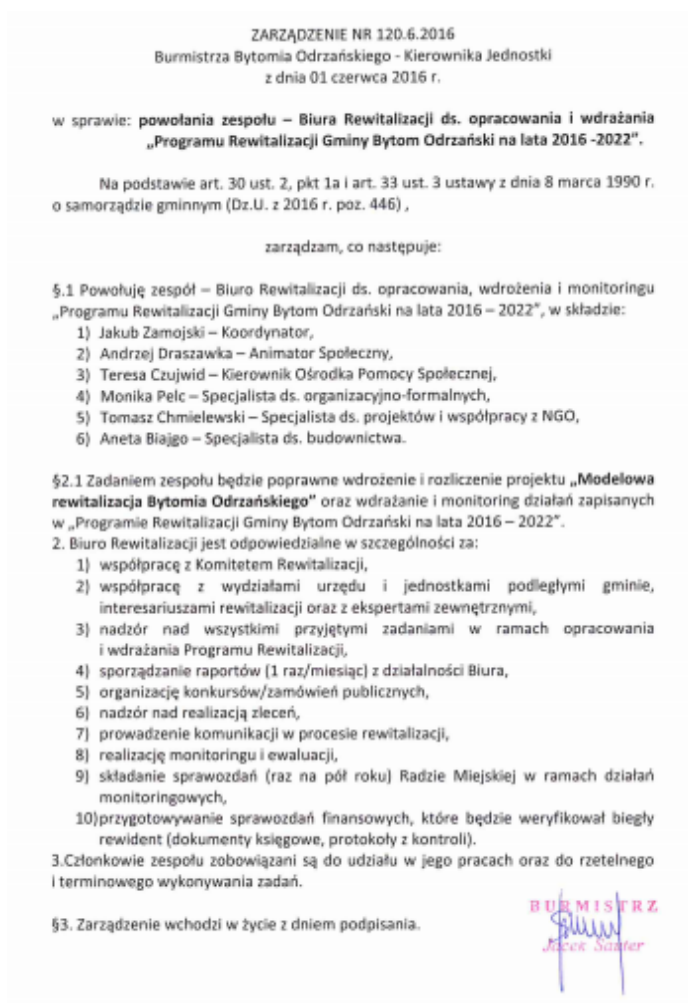 ZARZĄDZENIE NR 120.6.2016
Burmistrza Bytomia Odrzańskiego - Kierownika Jednostki
z dnia 01 czerwca 2016 r.
w sprawie: powołania zespołu – Biura Rewitalizacji ds. opracowania i wdrażania
„Programu Rewitalizacji Gminy Bytom Odrzański na lata 2016 -2022”.
Na podstawie art. 30 ust. 2, pkt 1a i art. 33 ust. 3 ustawy z dnia 8 marca 1990 r.
o samorządzie gminnym (Dz.U. z 2016 r. poz. 446) ,
zarządzam, co następuje:
§.1 Powołuję zespół – Biuro Rewitalizacji ds. opracowania, wdrożenia i monitoringu
„Programu Rewitalizacji Gminy Bytom Odrzański na lata 2016 – 2022”, w składzie:
1) Jakub Zamojski – Koordynator,
2) Andrzej Draszawka – Animator Społeczny,
3) Teresa Czujwid – Kierownik Ośrodka Pomocy Społecznej,
4) Monika Pelc – Specjalista ds. organizacyjno-formalnych,
5) Tomasz Chmielewski – Specjalista ds. projektów i współpracy z NGO,
6) Aneta Biajgo – Specjalista ds. budownictwa.
§2.1 Zadaniem zespołu będzie poprawne wdrożenie i rozliczenie projektu „Modelowa
rewitalizacja Bytomia Odrzańskiego” oraz wdrażanie i monitoring działań zapisanych
w „Programie Rewitalizacji Gminy Bytom Odrzański na lata 2016 – 2022”.
2. Biuro Rewitalizacji jest odpowiedzialne w szczególności za:
1) współpracę z Komitetem Rewitalizacji,
2) współpracę z wydziałami urzędu i jednostkami podległymi gminie,
interesariuszami rewitalizacji oraz z ekspertami zewnętrznymi,
3) nadzór nad wszystkimi przyjętymi zadaniami w ramach opracowania
i wdrażania Programu Rewitalizacji,
4) sporządzanie raportów (1 raz/miesiąc) z działalności Biura,
5) organizację konkursów/zamówień publicznych,
6) nadzór nad realizacją zleceń,
7) prowadzenie komunikacji w procesie rewitalizacji,
8) realizację monitoringu i ewaluacji,
9) składanie sprawozdań (raz na pół roku) Radzie Miejskiej w ramach działań
monitoringowych,
10)przygotowywanie sprawozdań finansowych, które będzie weryfikował biegły
rewident (dokumenty księgowe, protokoły z kontroli).
3.Członkowie zespołu zobowiązani są do udziału w jego pracach oraz do rzetelnego
i terminowego wykonywania zadań.
§3. Zarządzenie wchodzi w życie z dniem podpisania.
BURMISTRZ
Jacek Sauter